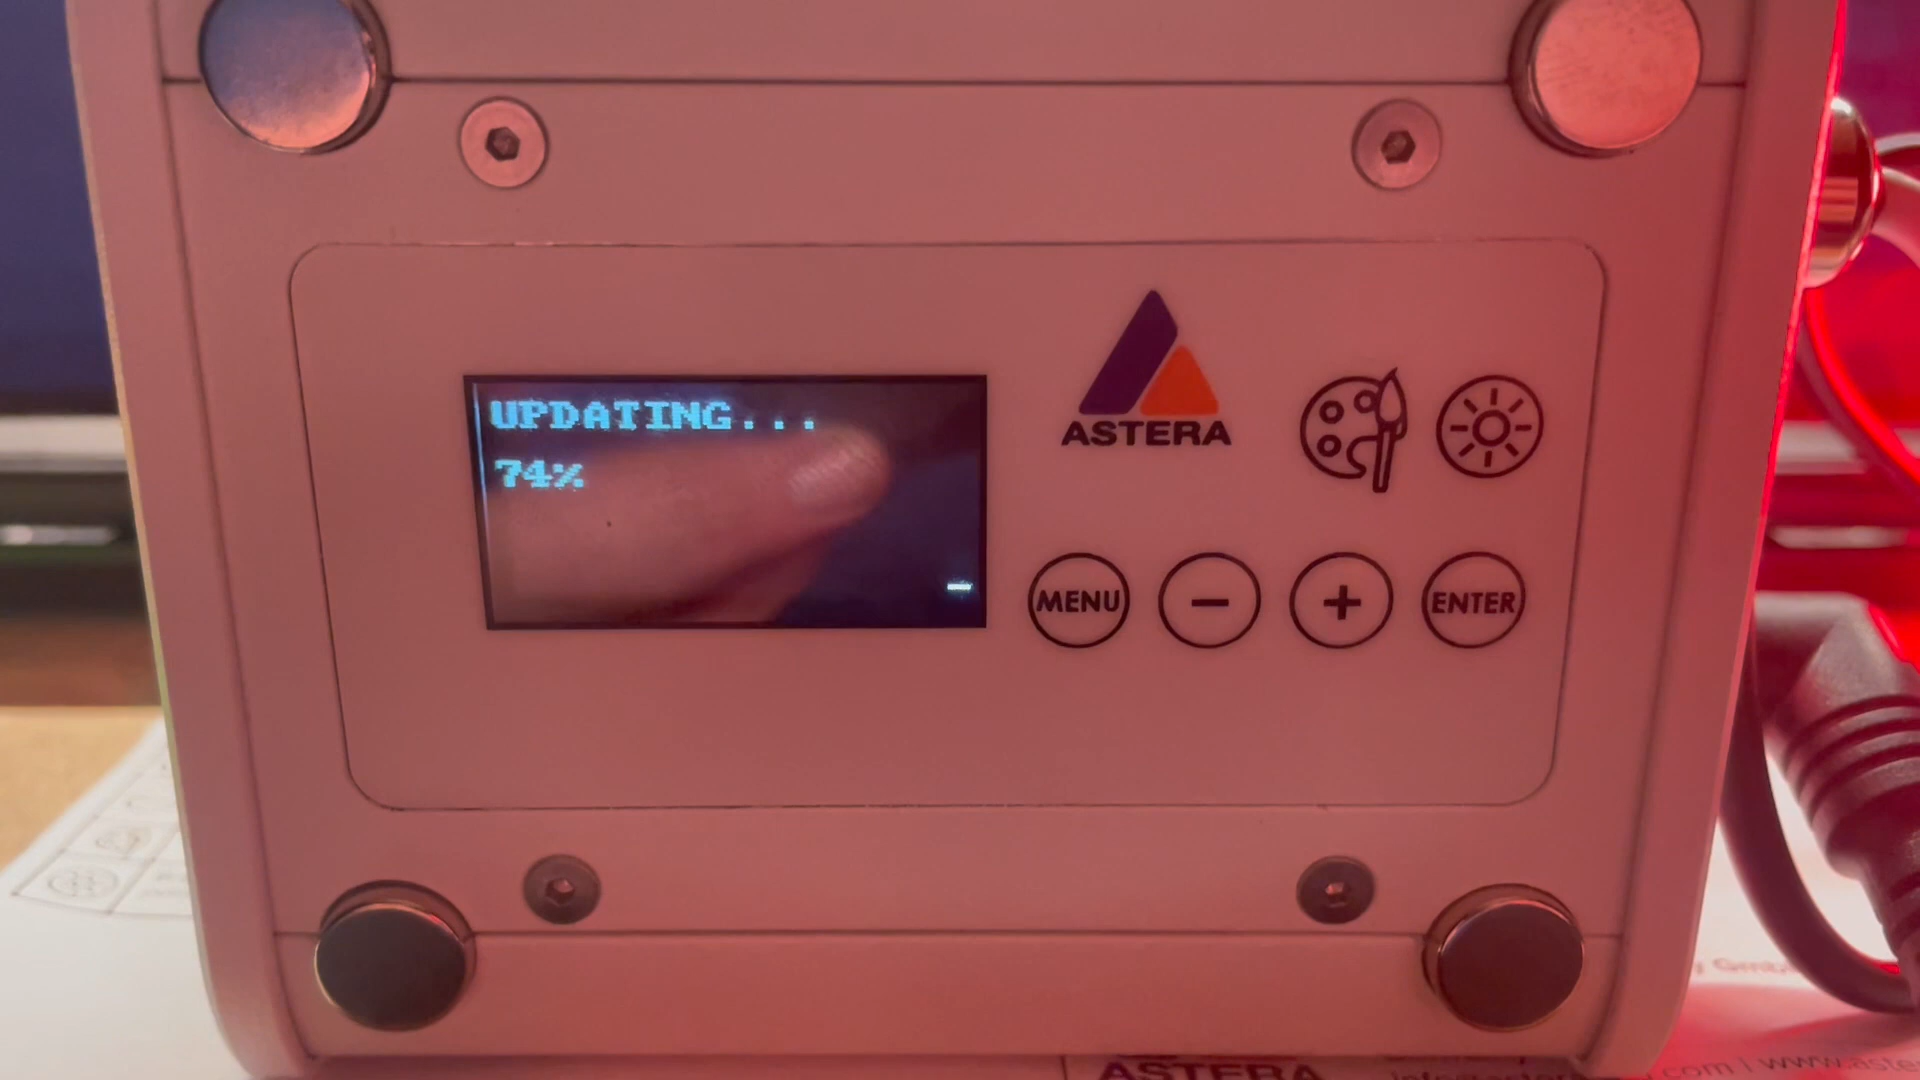 UPDATING...
74%
ASTERA
MENU
−
+
ENTER
ASTERA